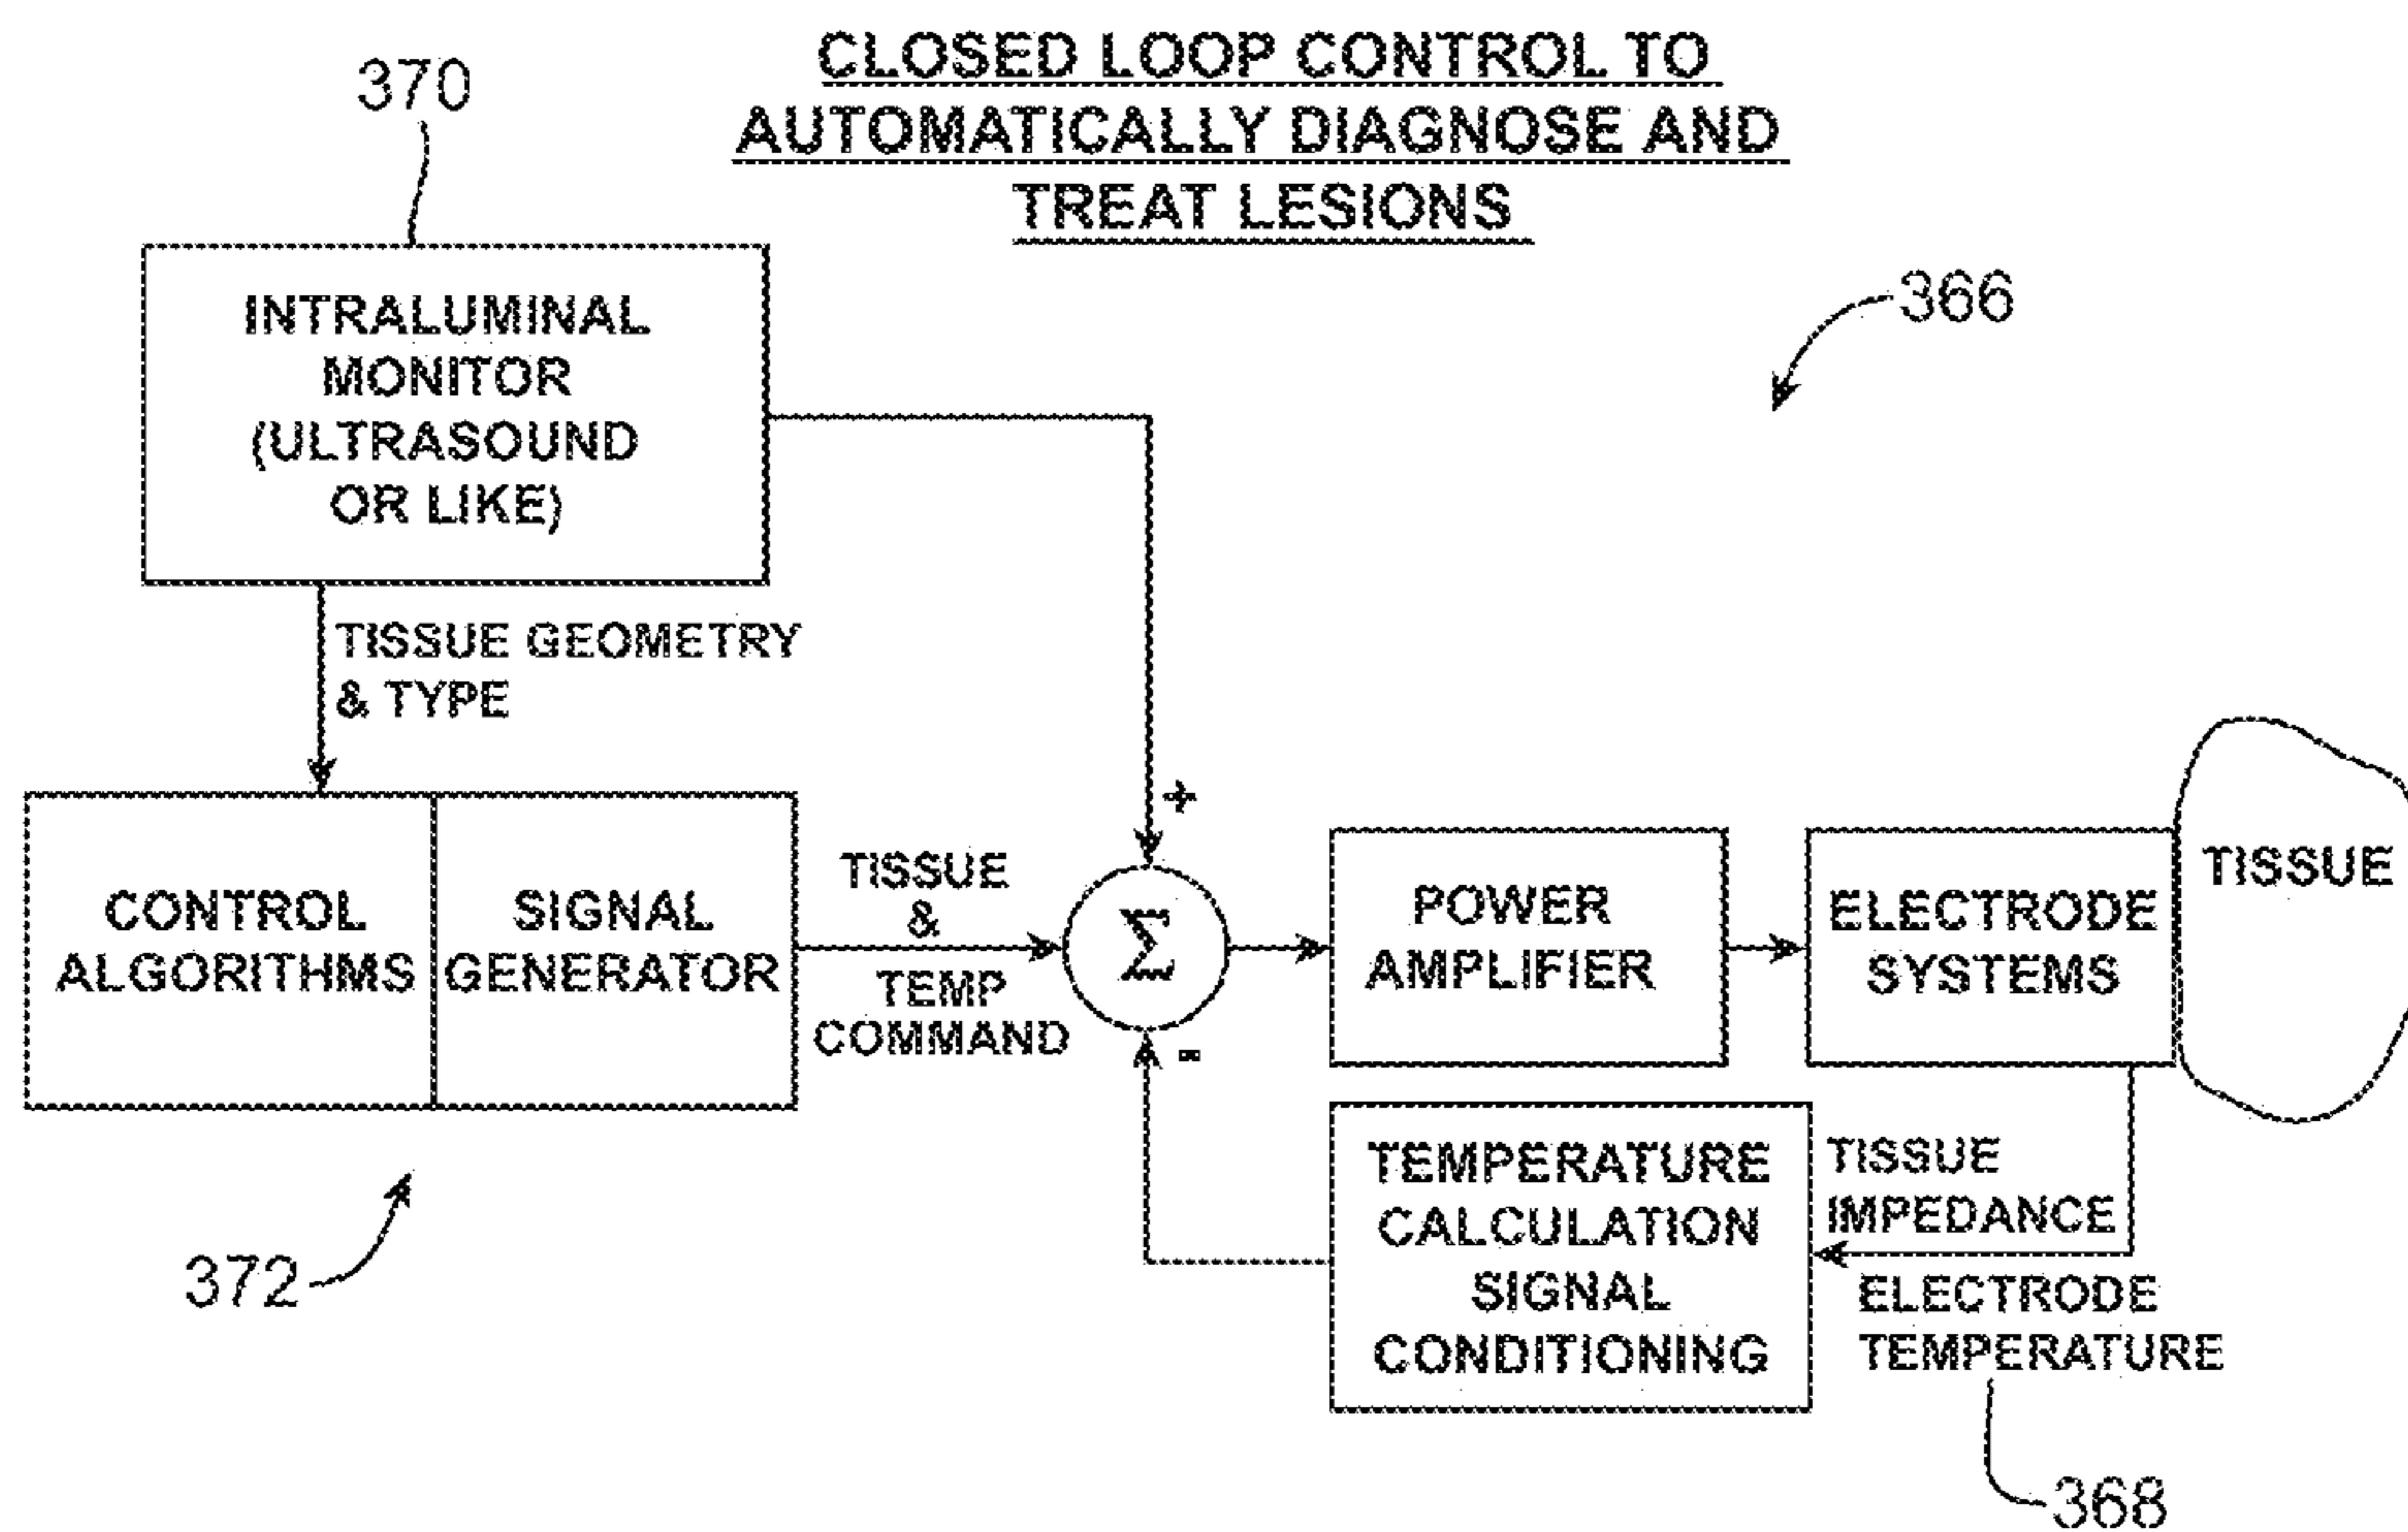 CLOSED LOOP CONTROL TO
AUTOMATICALLY DIAGNOSE AND
TREAT LESIONS
370
366
INTRALUMINAL
MONITOR
(ULTRASOUND
OR LIKE)
TISSUE GEOMETRY
& TYPE
CONTROL
ALGORITHMS
SIGNAL
GENERATOR
TISSUE
&
TEMP
COMMAND
+
Σ
-
POWER
AMPLIFIER
ELECTRODE
SYSTEMS
TISSUE
TEMPERATURE
CALCULATION
SIGNAL
CONDITIONING
TISSUE
IMPEDANCE
ELECTRODE
TEMPERATURE
372
368